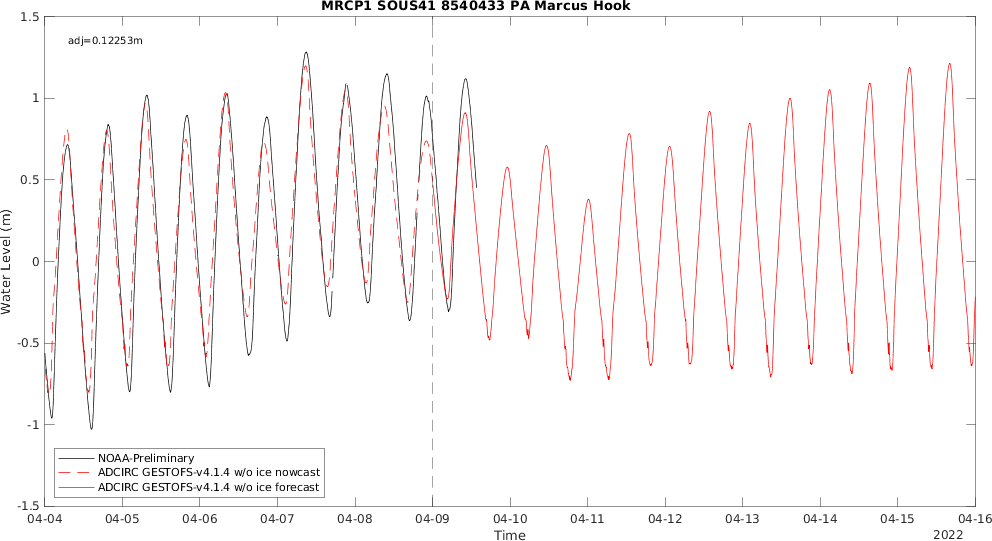 MRCP1 SOUS41 8540433 PA Marcus Hook
adj=0.12253m
1.5
1
0.5
0
-0.5
-1
-1.5
Water Level (m)
NOAA-Preliminary
ADCIRC GESTOFS-v4.1.4 w/o ice nowcast
ADCIRC GESTOFS-v4.1.4 w/o ice forecast
04-04 04-05 04-06 04-07 04-08 04-09 04-10 04-11 04-12 04-13 04-14 04-15 04-16
Time
2022